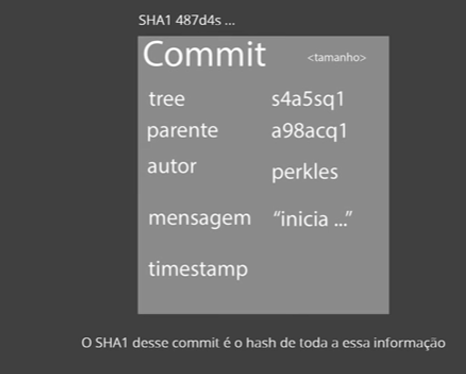 SHA1 487d4s ...
Commit <tamanho>
tree s4a5sq1
parente a98acq1
autor perkles
mensagem “inicia ...”
timestamp
O SHA1 desse commit é o hash de toda a essa informação